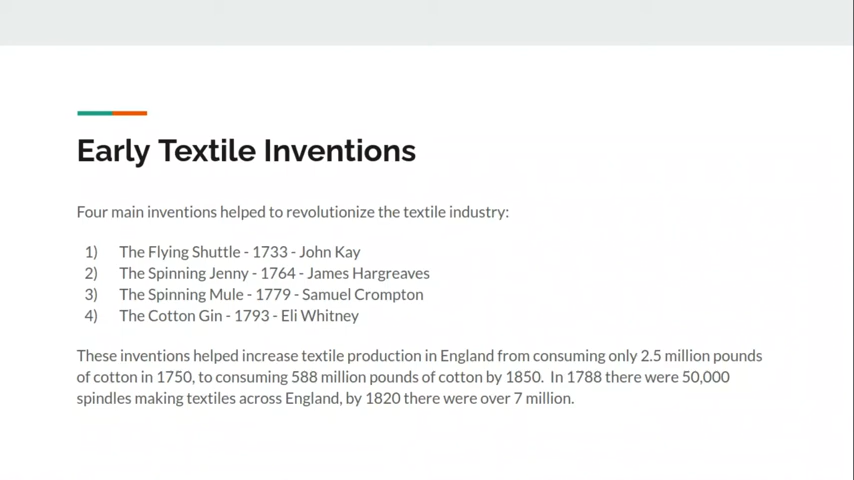 Early Textile Inventions
Four main inventions helped to revolutionize the textile industry:
1) The Flying Shuttle - 1733 - John Kay
2) The Spinning Jenny - 1764 - James Hargreaves
3) The Spinning Mule - 1779 - Samuel Crompton
4) The Cotton Gin - 1793 - Eli Whitney
These inventions helped increase textile production in England from consuming only 2.5 million pounds
of cotton in 1750, to consuming 588 million pounds of cotton by 1850.  In 1788 there were 50,000
spindles making textiles across England, by 1820 there were over 7 million.